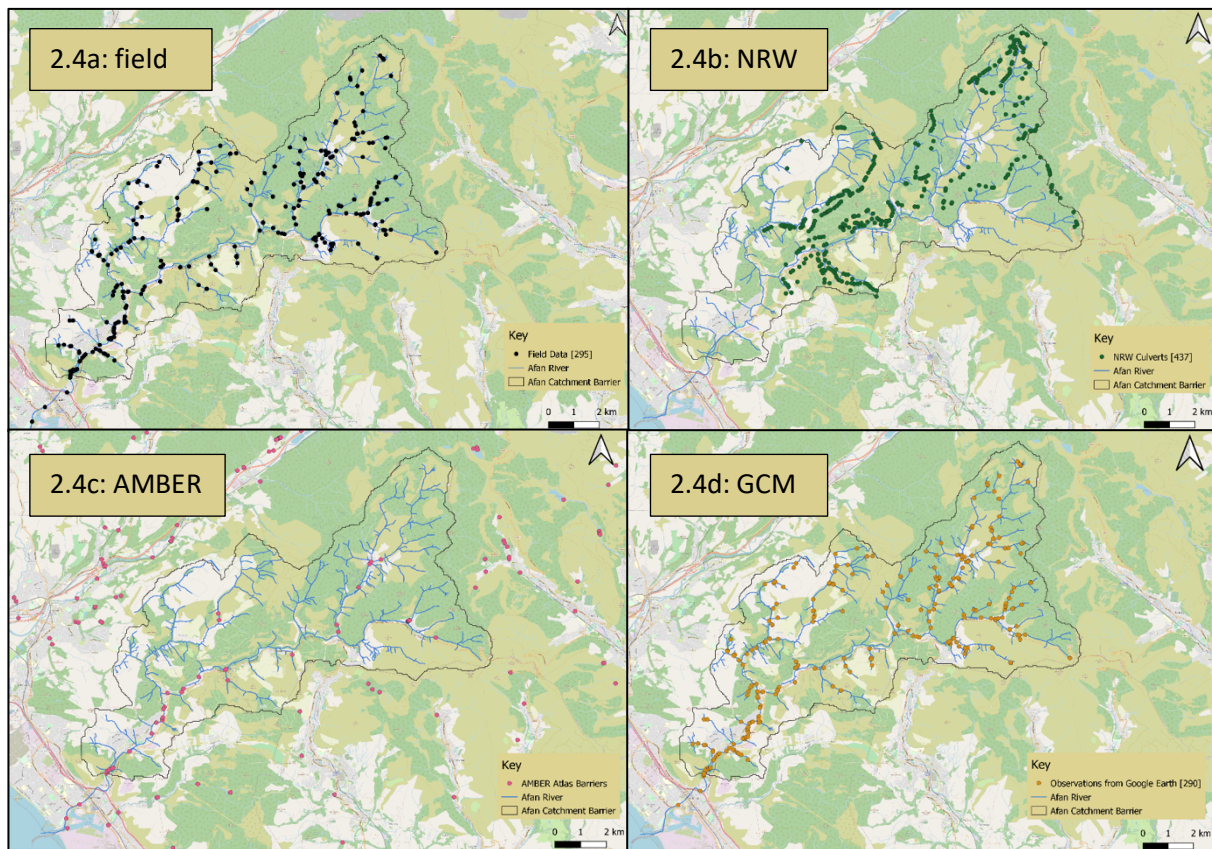 2.4a: field
Key
Field Data [295]
Afan River
Afan Catchment Barrier
0 1 2 km
2.4b: NRW
Key
NRW Culverts [437]
Afan River
Afan Catchment Barrier
0 1 2 km
2.4c: AMBER
Key
AMBER Atlas Barriers
Afan River
Afan Catchment Barrier
0 1 2 km
2.4d: GCM
Key
Observations from Google Earth [290]
Afan River
Afan Catchment Barrier
0 1 2 km